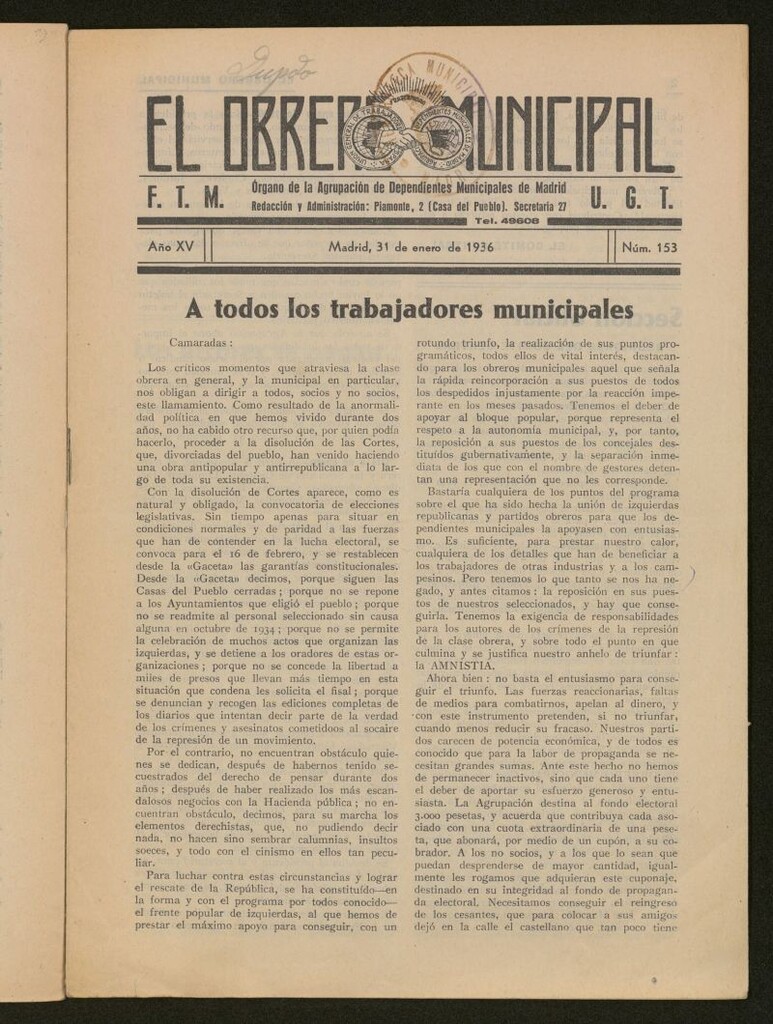 Dupdo
EL OBRERO MUNICIPAL
F. T. M.
Órgano de la Agrupación de Dependientes Municipales de Madrid
Redacción y Administración: Piamonte, 2 (Casa del Pueblo). Secretaria 27
U. G. T.
Tel. 49608
Año XV
Madrid, 31 de enero de 1936
Núm. 153
A todos los trabajadores municipales
Camaradas :
Los críticos momentos que atraviesa la clase
obrera en general, y la municipal en particular,
nos obligan a dirigir a todos, socios y no socios,
este llamamiento. Como resultado de la anormali-
dad política en que hemos vivido durante dos
años, no ha cabido otro recurso que, por quien podía
hacerlo, proceder a la disolución de las Cortes,
que, divorciadas del pueblo, han venido haciendo
una obra antipopular y antirrepublicana a lo lar-
go de toda su existencia.
Con la disolución de Cortes aparece, como es
natural y obligado, la convocatoria de elecciones
legislativas. Sin tiempo apenas para situar en
condiciones normales y de paridad a las fuerzas
que han de contender en la lucha electoral, se
convoca para el 16 de febrero, y se restablecen
desde la «Gaceta» las garantías constitucionales.
Desde la «Gaceta» decimos, porque siguen las
Casas del Pueblo cerradas ; porque no se repone
a los Ayuntamientos que eligió el pueblo ; porque
no se readmite al personal seleccionado sin causa
alguna en octubre de 1934 ; porque no se permite
la celebración de muchos actos que organizan las
izquierdas, y se detiene a los oradores de estas or-
ganizaciones ; porque no se concede la libertad a
miles de presos que llevan más tiempo en esta
situación que condena les solicita el fisal ; porque
se denuncian y recogen las ediciones completas de
los diarios que intentan decir parte de la verdad
de los crímenes y asesinatos cometidoos al socaire
de la represión de un movimiento.
Por el contrario, no encuentran obstáculo quie-
nes se dedican, después de habernos tenido se-
cuestrados del derecho de pensar durante dos
años ; después de haber realizado los más escan-
dalosos negocios con la Hacienda pública ; no en-
cuentran obstáculo, decimos, para su marcha los
elementos derechistas, que, no pudiendo decir
nada, no hacen sino sembrar calumnias, insultos
soeces, y todo con el cinismo en ellos tan pecu-
liar.
Para luchar contra estas circunstancias y lograr
el rescate de la República, se ha constituído—en
la forma y con el programa por todos conocido—
el frente popular de izquierdas, al que hemos de
prestar el máximo apoyo para conseguir, con un
rotundo triunfo, la realización de sus puntos pro-
gramáticos, todos ellos de vital interés, destacan-
do para los obreros municipales aquel que señala
la rápida reincorporación a sus puestos de todos
los despedidos injustamente por la reacción impe-
rante en los meses pasados. Tenemos el deber de
apoyar al bloque popular, porque representa el
respeto a la autonomía municipal, y, por tanto,
la reposición a sus puestos de los concejales des-
tituídos gubernativamente, y la separación inme-
diata de los que con el nombre de gestores deten-
tan una representación que no les corresponde.
Bastaría cualquiera de los puntos del programa
sobre el que ha sido hecha la unión de izquierdas
republicanas y partidos obreros para que los de-
pendientes municipales la apoyasen con entusias-
mo. Es suficiente, para prestar nuestro calor,
cualquiera de los detalles que han de beneficiar a
los trabajadores de otras industrias y a los cam-
pesinos. Pero tenemos lo que tanto se nos ha ne-
gado, y antes citamos : la reposición en sus pues-
tos de nuestros seleccionados, y hay que conse-
guirla. Tenemos la exigencia de responsabilidades
para los autores de los crímenes de la represión
de la clase obrera, y sobre todo el punto en que
culmina y se justifica nuestro anhelo de triunfar :
la AMNISTIA.
Ahora bien : no basta el entusiasmo para conse-
guir el triunfo. Las fuerzas reaccionarias, faltas
de medios para combatirnos, apelan al dinero, y
con este instrumento pretenden, si no triunfar,
cuando menos reducir su fracaso. Nuestros parti-
dos carecen de potencia económica, y de todos es
conocido que para la labor de propaganda se ne-
cesitan grandes sumas. Ante este hecho no hemos
de permanecer inactivos, sino que cada uno tiene
el deber de aportar su esfuerzo generoso y entu-
siasta. La Agrupación destina al fondo electoral
3.000 pesetas, y acuerda que contribuya cada aso-
ciado con una cuota extraordinaria de una pese-
ta, que abonará, por medio de un cupón, a su co-
brador. A los no socios, y a los que lo sean que
puedan desprenderse de mayor cantidad, igual-
mente les rogamos que adquieran este cuponaje,
destinado en su integridad al fondo de propagan-
da electoral. Necesitamos conseguir el reingreso
de los cesantes, que para colocar a sus amigos
dejó en la calle el castellano que tan poco tiene